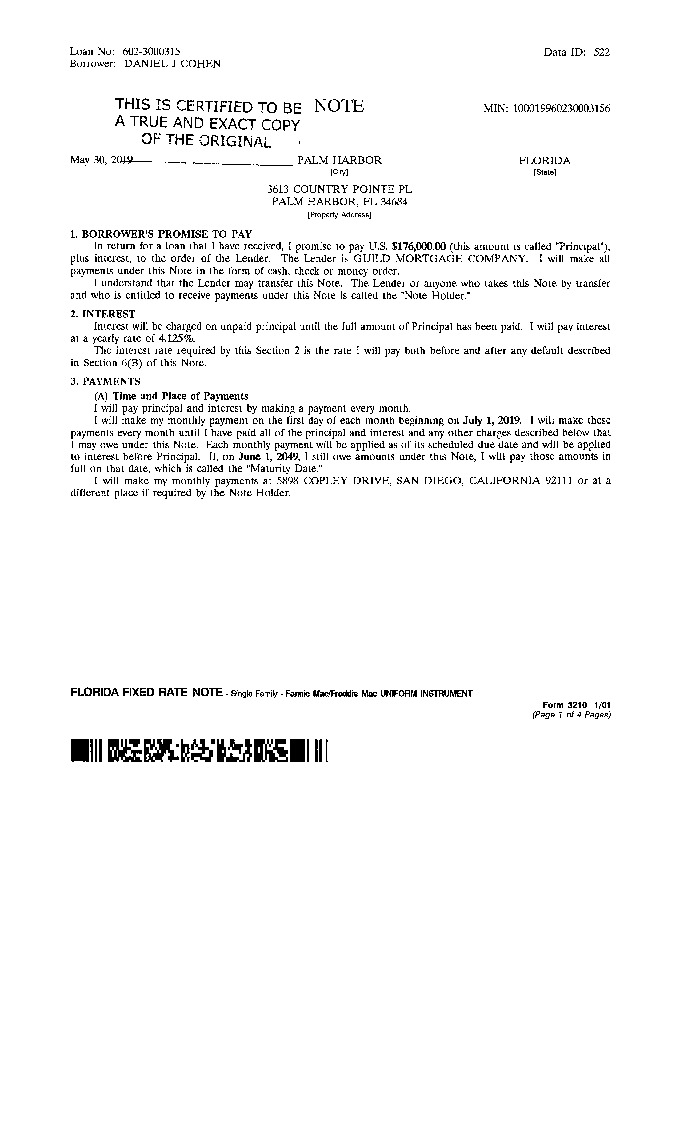 Loan No: 602-3000315 Data ID: 522
Borrower: DANIEL J COHEN
THIS IS CERTIFIED TO BE
A TRUE AND EXACT COPY
OF THE ORIGINAL
NOTE
MIN: 100019960230003156
May 30, 2019 PALM HARBOR FLORIDA
[City] [State]
3613 COUNTRY POINTE PL
PALM HARBOR, FL 34684
[Property Address]
1. BORROWER'S PROMISE TO PAY
In return for a loan that I have received, I promise to pay U.S. $176,000.00 (this amount is called "Principal"),
plus interest, to the order of the Lender. The Lender is GUILD MORTGAGE COMPANY. I will make all
payments under this Note in the form of cash, check or money order.
I understand that the Lender may transfer this Note. The Lender or anyone who takes this Note by transfer
and who is entitled to receive payments under this Note is called the "Note Holder."
2. INTEREST
Interest will be charged on unpaid principal until the full amount of Principal has been paid. I will pay interest
at a yearly rate of 4.125%.
The interest rate required by this Section 2 is the rate I will pay both before and after any default described
in Section 6(B) of this Note.
3. PAYMENTS
(A) Time and Place of Payments
I will pay principal and interest by making a payment every month.
I will make my monthly payment on the first day of each month beginning on July 1, 2019. I will make these
payments every month until I have paid all of the principal and interest and any other charges described below that
I may owe under this Note. Each monthly payment will be applied as of its scheduled due date and will be applied
to interest before Principal. If, on June 1, 2049, I still owe amounts under this Note, I will pay those amounts in
full on that date, which is called the "Maturity Date."
I will make my monthly payments at 5898 COPLEY DRIVE, SAN DIEGO, CALIFORNIA 92111 or at a
different place if required by the Note Holder.
FLORIDA FIXED RATE NOTE - Single Family - Fannie Mae/Freddie Mac UNIFORM INSTRUMENT
Form 3210 1/01
(Page 1 of 4 Pages)